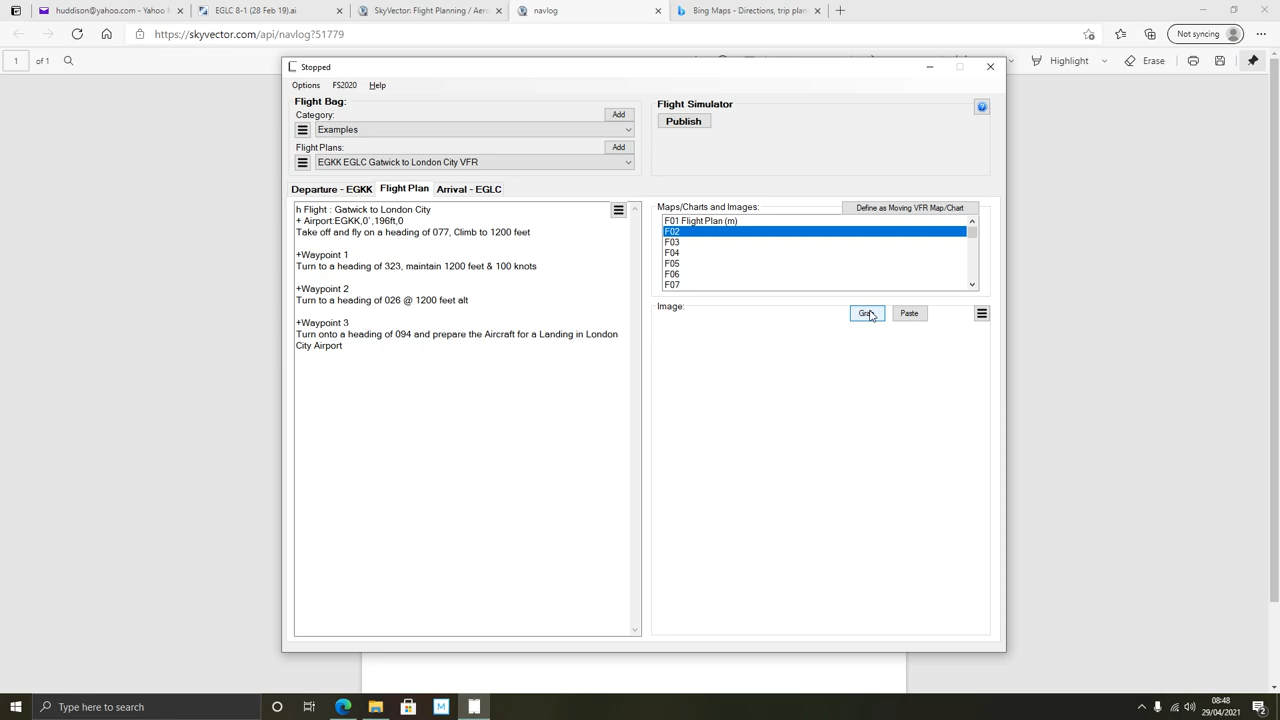 huddison@yahoo.com - Yahoo
EGLC 8-1 (28 Feb 19).ai
SkyVector: Flight Planning / Aero
navlog
Bing Maps - Directions, trip plan
https://skyvector.com/api/navlog?51779
Not syncing
1 of 1
Highlight
Erase
Stopped
Options FS2020 Help
Flight Bag:
Category:
Add
Examples
Flight Plans:
Add
EGKK EGLC Gatwick to London City VFR
Flight Simulator
Publish
Departure - EGKK Flight Plan Arrival - EGLC
h Flight : Gatwick to London City
+ Airport:EGKK,0`,196ft,0
Take off and fly on a heading of 077, Climb to 1200 feet
+Waypoint 1
Turn to a heading of 323, maintain 1200 feet & 100 knots
+Waypoint 2
Turn to a heading of 026 @ 1200 feet alt
+Waypoint 3
Turn onto a heading of 094 and prepare the Aircraft for a Landing in London
City Airport
Maps/Charts and Images:
Define as Moving VFR Map/Chart
F01 Flight Plan (m)
F02
F03
F04
F05
F06
F07
Image:
Paste
Type here to search
08:48
29/04/2021
2